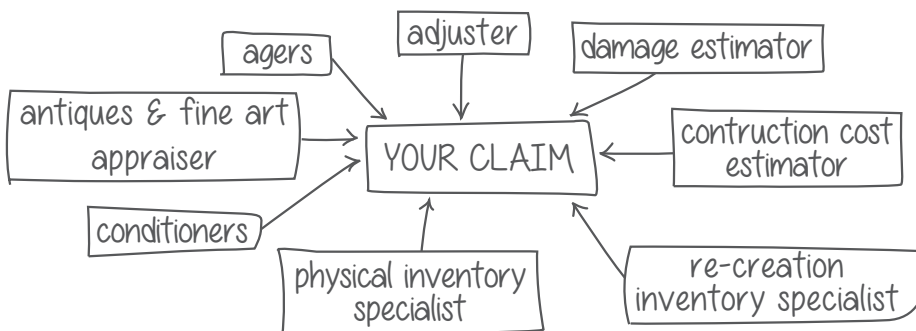 adjuster
agers
damage estimator
antiques & fine art
appraiser
YOUR CLAIM
contruction cost
estimator
conditioners
physical inventory
specialist
re-creation
inventory specialist